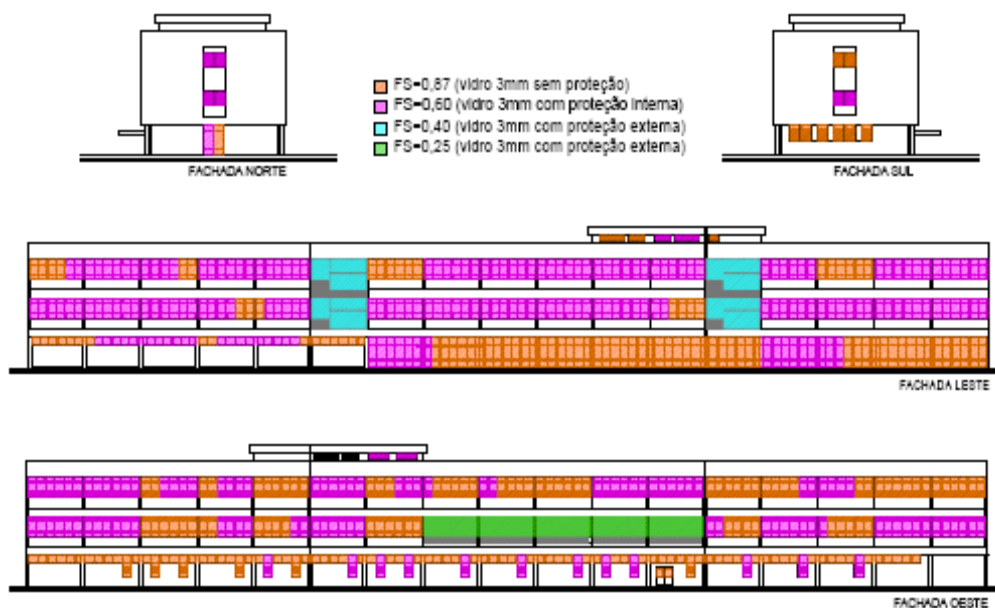 FS=0,87 (vidro 3mm sem proteção)
FS=0,60 (vidro 3mm com proteção interna)
FS=0,40 (vidro 3mm com proteção externa)
FS=0,25 (vidro 3mm com proteção externa)
FACHADA NORTE
FACHADA SUL
FACHADA LESTE
FACHADA OESTE